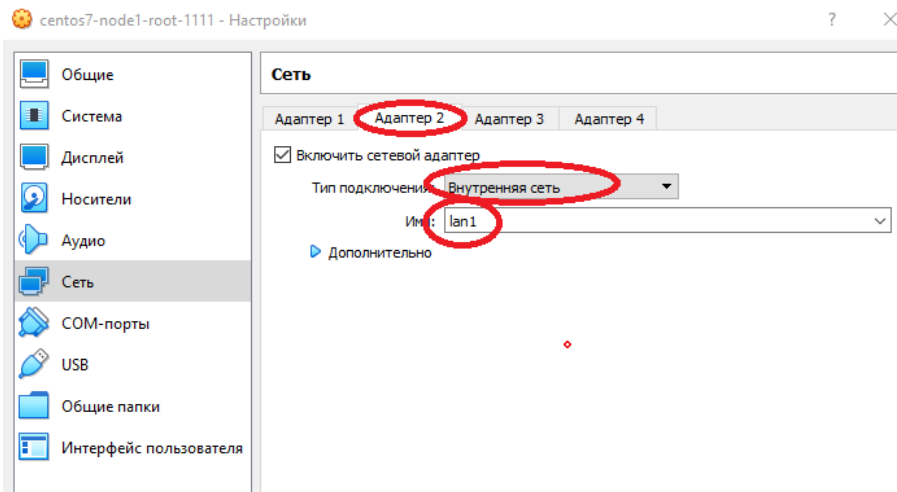 centos7-node1-root-1111 - Настройки
?
Общие
Система
Дисплей
Носители
Аудио
Сеть
COM-порты
USB
Общие папки
Интерфейс пользователя
Сеть
Адаптер 1 Адаптер 2 Адаптер 3 Адаптер 4
Включить сетевой адаптер
Тип подключения: Внутренняя сеть
Имя: lan1
Дополнительно